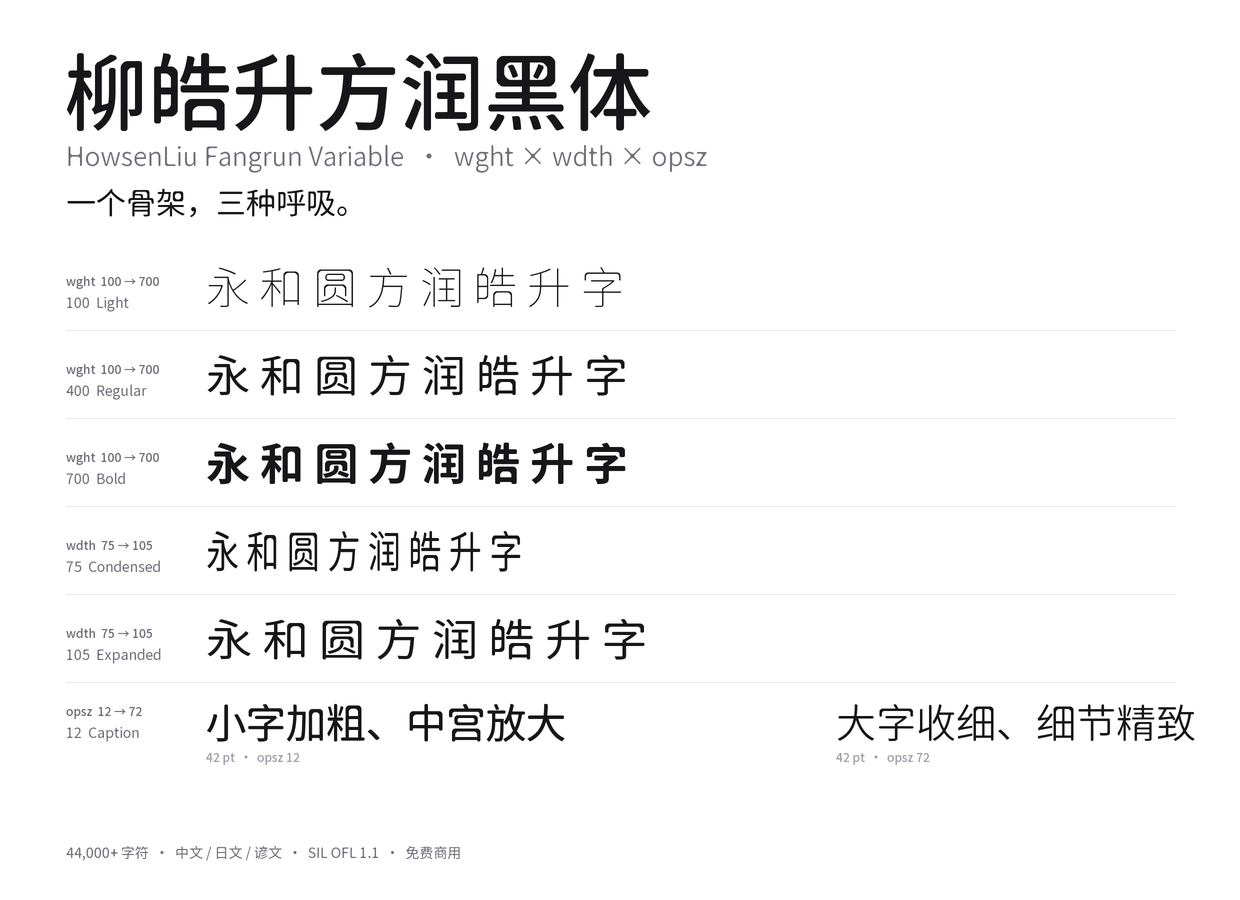 柳皓升方润黑体
HowsenLiu Fangrun Variable ・ wght × wdth × opsz
一个骨架，三种呼吸。
wght 100→700
100 Light
永和圆方润皓升字
wght 100→700
400 Regular
永和圆方润皓升字
wght 100→700
700 Bold
永和圆方润皓升字
wdth 75→105
75 Condensed
永和圆方润皓升字
wdth 75→105
105 Expanded
永和圆方润皓升字
opsz 12→72
12 Caption
小字加粗、中宫放大
42 pt ・ opsz 12
大字收细、细节精致
42 pt ・ opsz 72
44,000+ 字符 ・ 中文 / 日文 / 谚文 ・ SIL OFL 1.1 ・ 免费商用